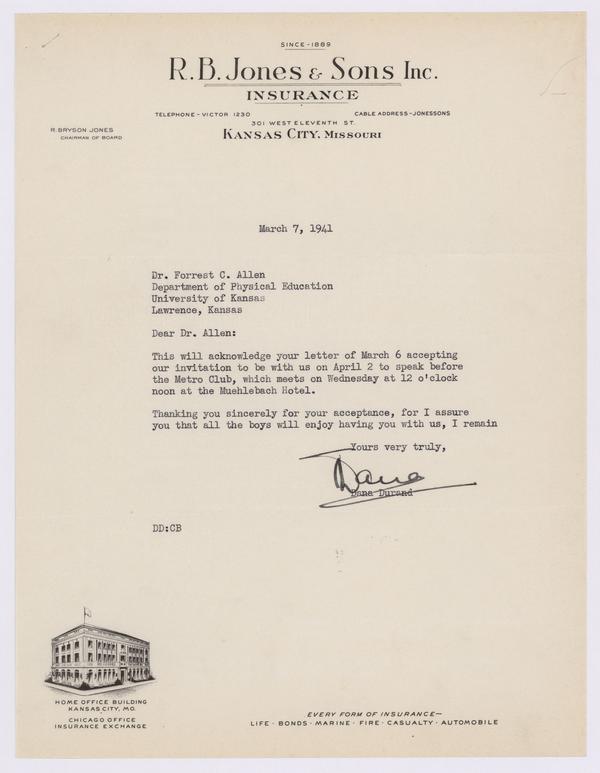 SINCE-1889
R.B. Jones & Sons Inc.
INSURANCE
TELEPHONE - VICTOR 1230 CABLE ADDRESS-JONESSONS
301 WEST ELEVENTH ST.
KANSAS CITY, MISSOURI
R. BRYSON JONES
CHAIRMAN OF BOARD
March 7, 1941
Dr. Forrest C. Allen
Department of Physical Education
University of Kansas
Lawrence, Kansas
Dear Dr. Allen:
This will acknowledge your letter of March 6 accepting
our invitation to be with us on April 2 to speak before
the Metro Club, which meets on Wednesday at 12 o'clock
noon at the Muehlebach Hotel.
Thanking you sincerely for your acceptance, for I assure
you that all the boys will enjoy having you with us, I remain
Yours very truly,
Dana
Dana Durand
DD:CB
HOME OFFICE BUILDING
KANSAS CITY, MO.
CHICAGO OFFICE
INSURANCE EXCHANGE
EVERY FORM OF INSURANCE—
LIFE · BONDS · MARINE · FIRE · CASUALTY · AUTOMOBILE